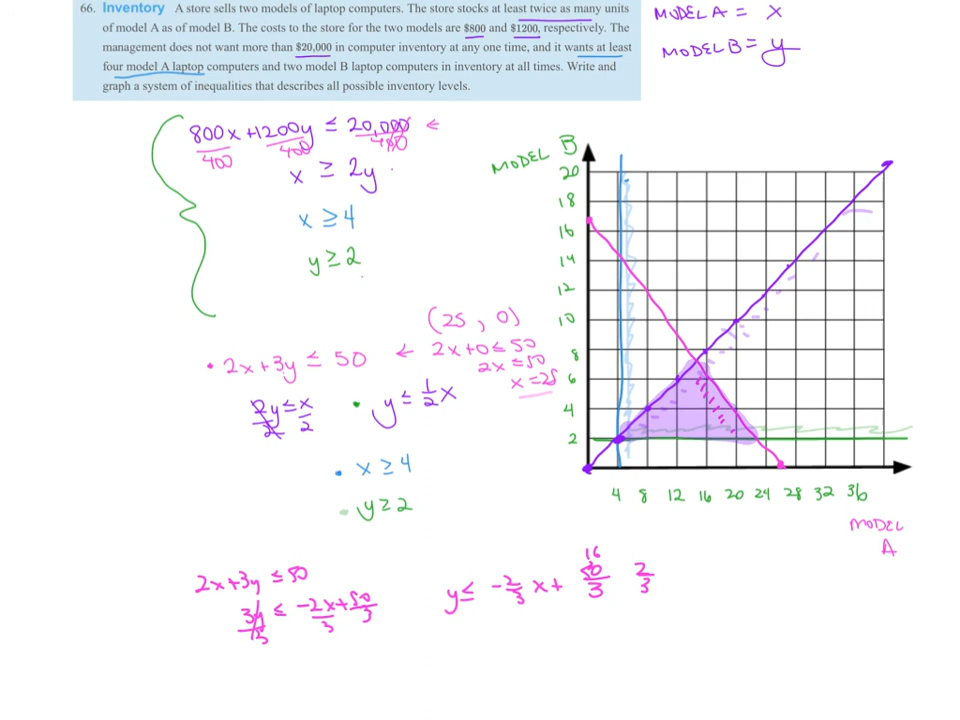 66. Inventory A store sells two models of laptop computers. The store stocks at least twice as many units
of model A as of model B. The costs to the store for the two models are $800 and $1200, respectively. The
management does not want more than $20,000 in computer inventory at any one time, and it wants at least
four model A laptop computers and two model B laptop computers in inventory at all times. Write and
graph a system of inequalities that describes all possible inventory levels.
MODEL A = x
MODEL B = y
800x+1200y ≤ 20,000 ←
400 400 400
x ≥ 2y
x ≥ 4
y ≥ 2
(25, 0)
• 2x+3y ≤ 50 ← 2x+0 ≤ 50
2x ≤ 50
x = 25
2y ≤ x
2 2
• y ≤ 1/2 x
• x ≥ 4
• y ≥ 2
MODEL B
20
18
16
14
12
10
8
6
4
2
4 8 12 16 20 24 28 32 36
MODEL
A
2x+3y ≤ 50
3y ≤ -2x+50
3 3 3
y ≤ -2/3 x + 50/3 16 2/3